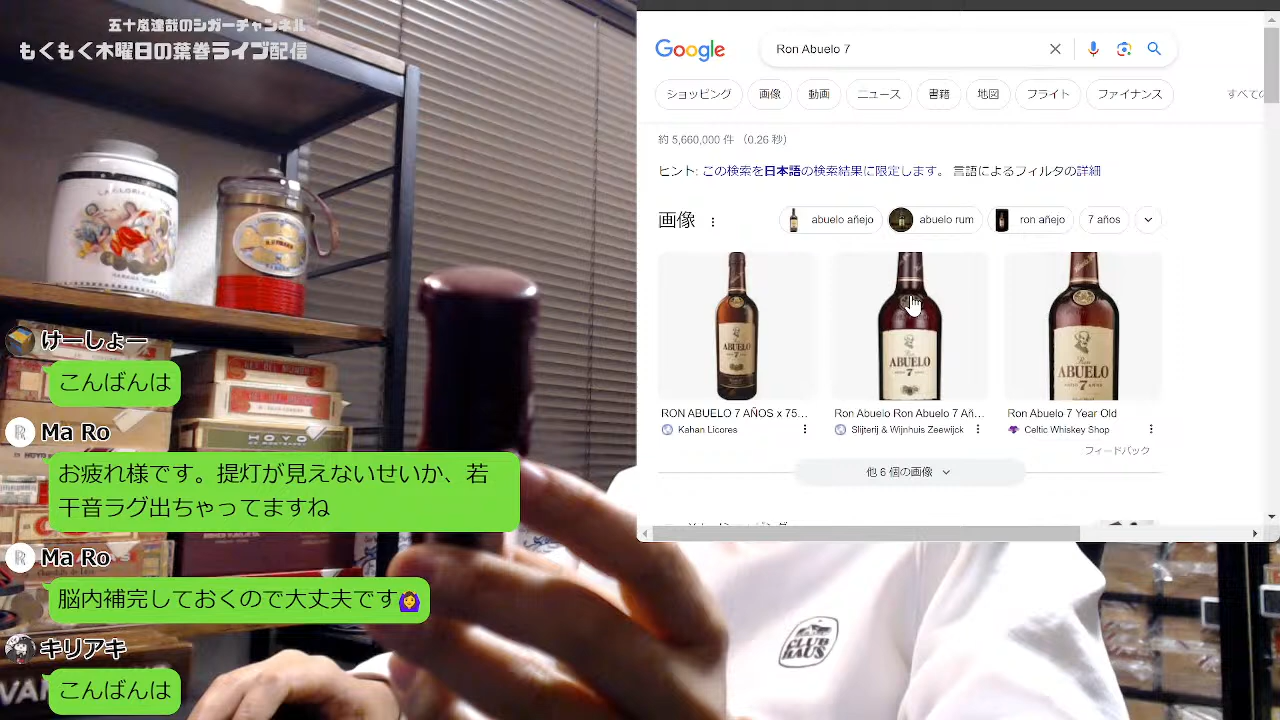 五十嵐達哉のシガーチャンネル
もくもく木曜日の葉巻ライブ配信
けーしょー
こんばんは
Ma Ro
お疲れ様です。提灯が見えないせいか、若
干音ラグ出ちゃってますね
Ma Ro
脳内補完しておくので大丈夫です🙆‍♀️
キリアキ
こんばんは
HOYO
CLUB
HAUS
Google
Ron Abuelo 7
ショッピング
画像
動画
ニュース
書籍
地図
フライト
ファイナンス
約 5,660,000 件 （0.26 秒）
ヒント: この検索を日本語の検索結果に限定します。 言語によるフィルタの詳細
画像
abuelo añejo
abuelo rum
ron añejo
7 años
ABUELO
7
Ron
ABUELO
7
ABUELO
7
RON ABUELO 7 AÑOS x 75...
Kahan Licores
Ron Abuelo Ron Abuelo 7 Añ...
Slijterij & Wijnhuis Zeewijck
Ron Abuelo 7 Year Old
Celtic Whiskey Shop
フィードバック
他 6 個の画像